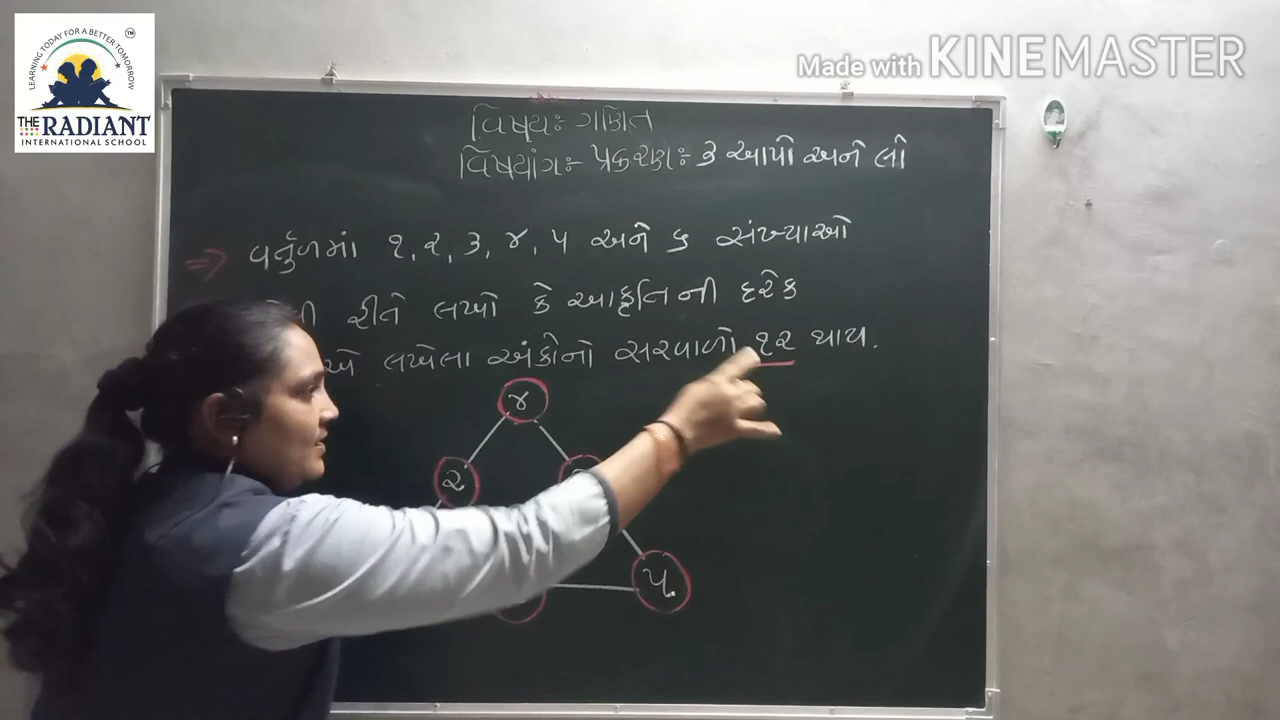 LEARNING TODAY FOR A BETTER TOMORROW
TM
THE RADIANT
INTERNATIONAL SCHOOL
Made with KINEMASTER
વિષયઃ ગણિત
વિષયાંગઃ- પ્રકરણઃ ૩ આપો અને લો
⇒ વર્તુળમાં ૧, ૨, ૩, ૪, ૫ અને ૬ સંખ્યાઓ
રીતે લખો કે આકૃતિની દરેક
લખેલા અંકોનો સરવાળો ૧૨ થાય.
૪
૨
૫